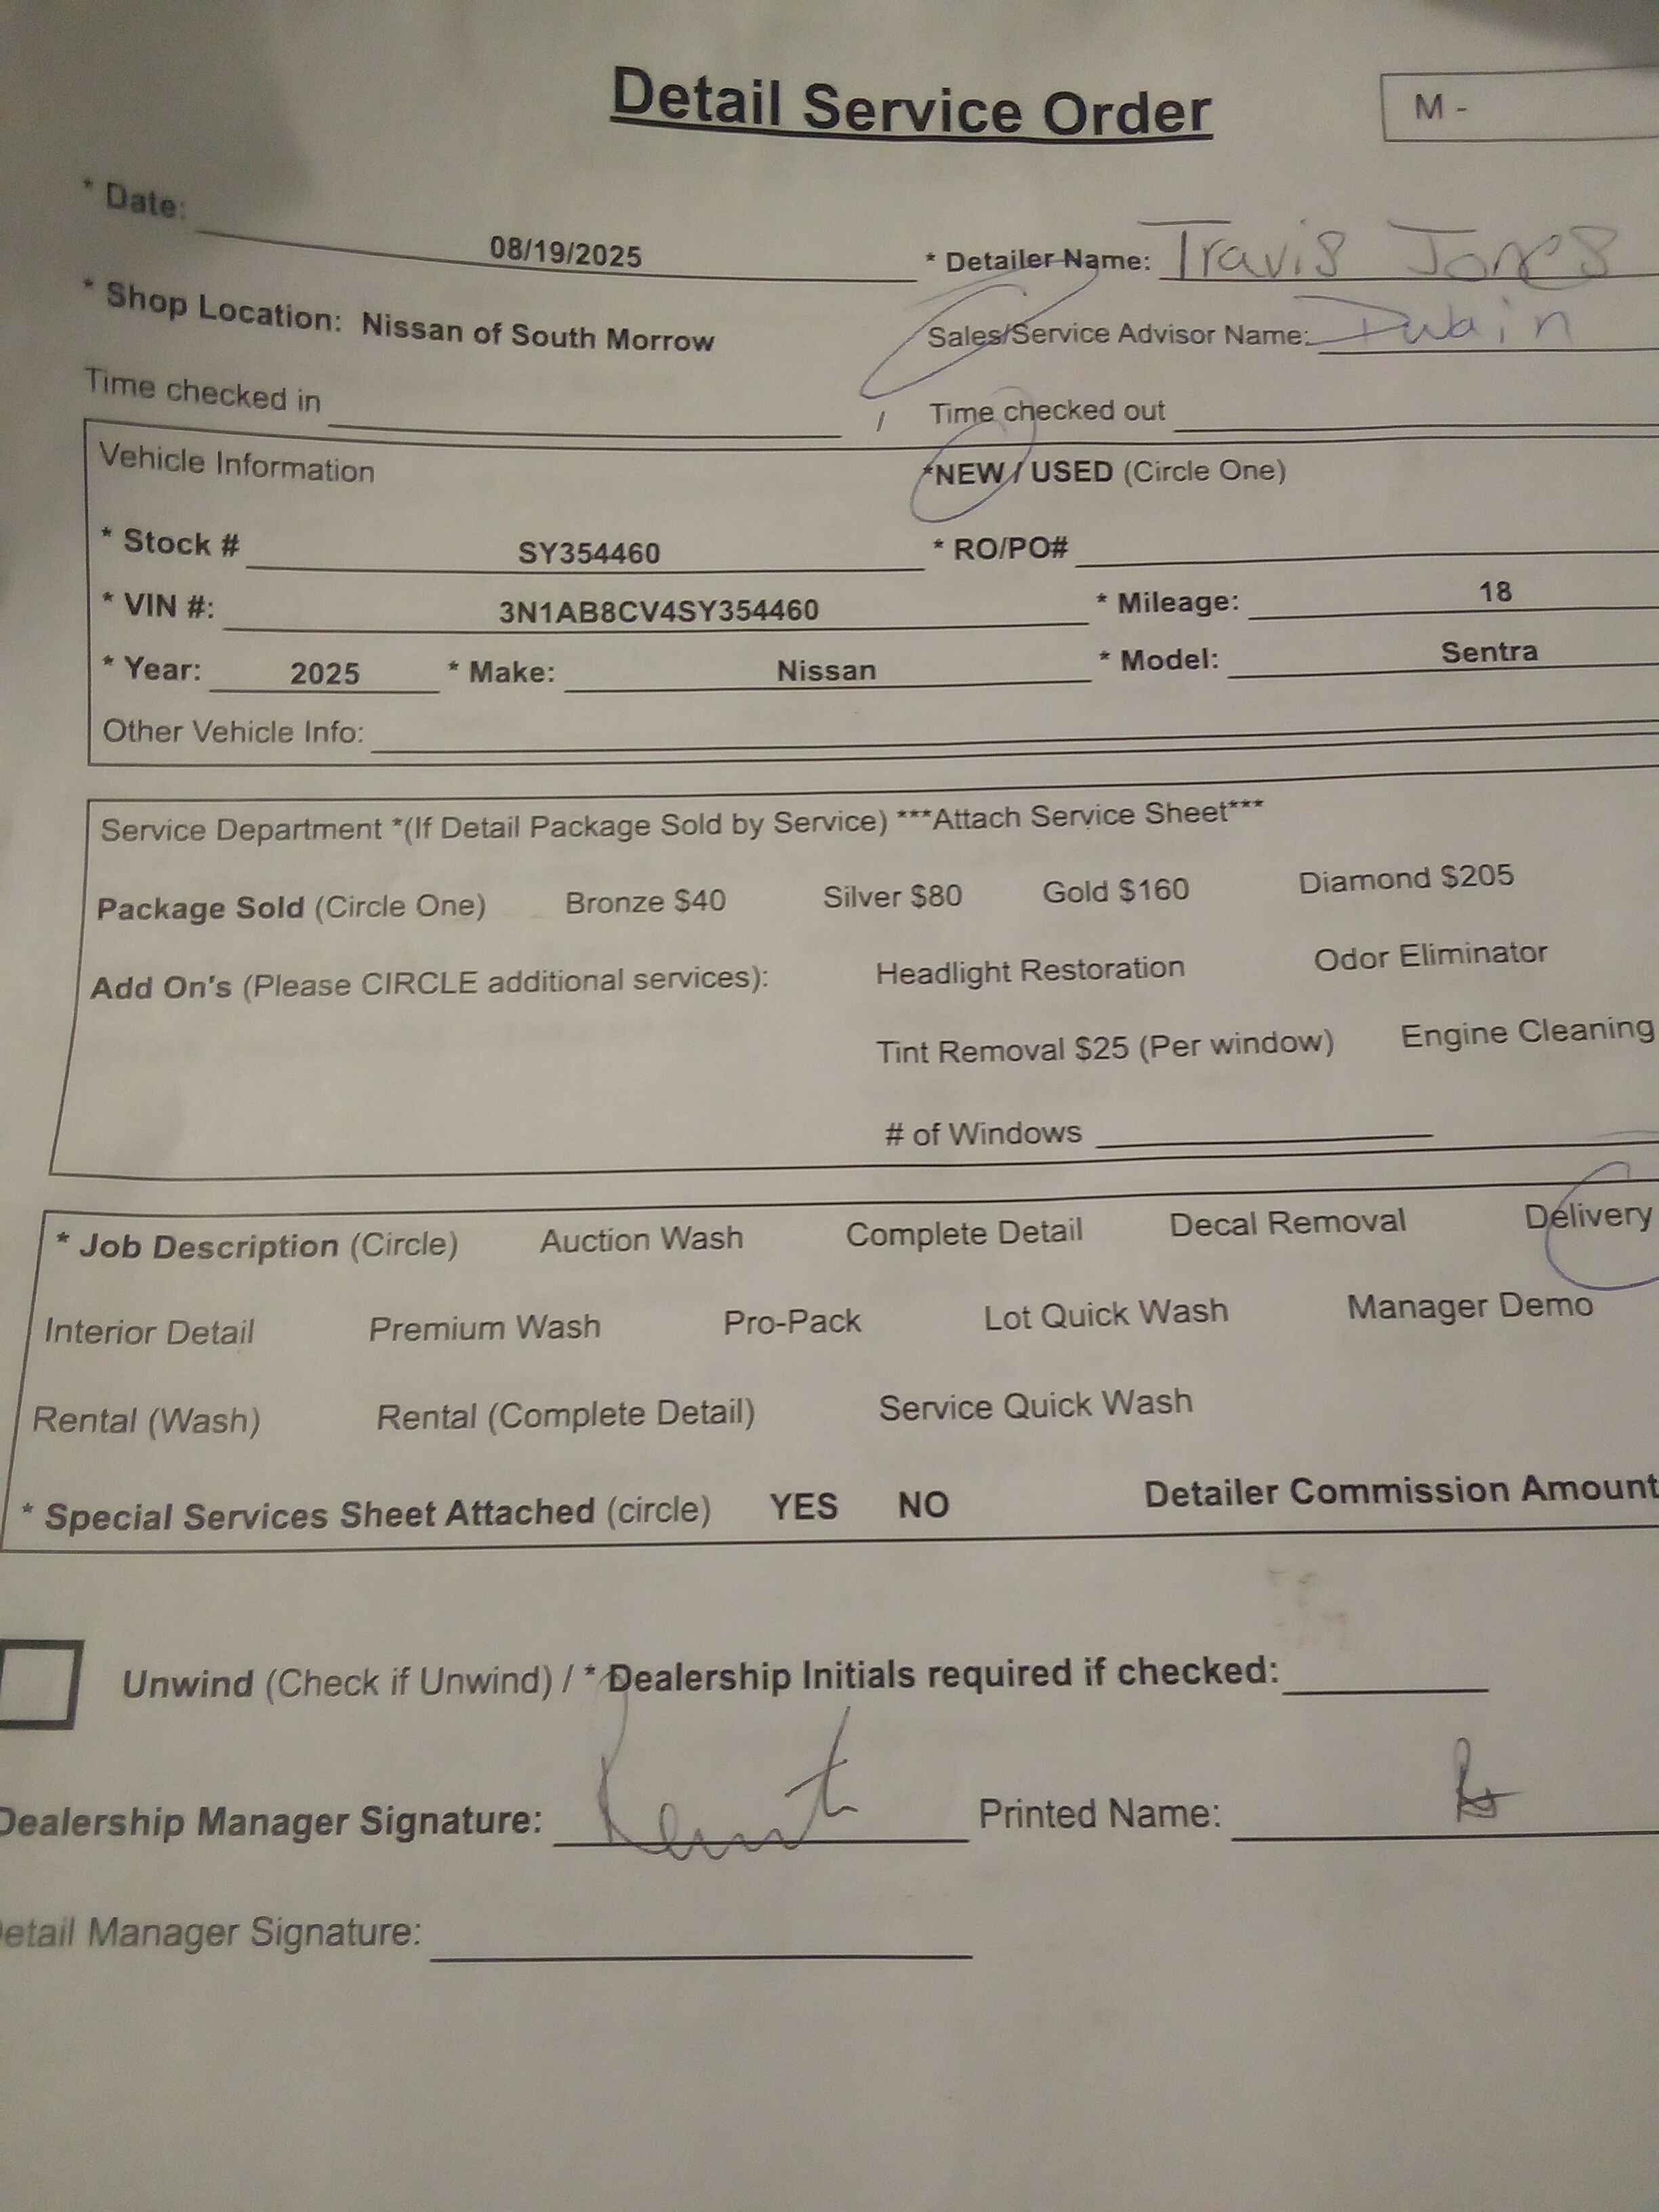 Detail Service Order
M -
* Date: 08/19/2025 * Detailer Name: Travis Jones
* Shop Location: Nissan of South Morrow Sales/Service Advisor Name: Dwain
Time checked in Time checked out
Vehicle Information *NEW / USED (Circle One)
* Stock # SY354460 * RO/PO#
* VIN #: 3N1AB8CV4SY354460 * Mileage: 18
* Year: 2025 * Make: Nissan * Model: Sentra
Other Vehicle Info:
Service Department *(If Detail Package Sold by Service) ***Attach Service Sheet***
Package Sold (Circle One) Bronze $40 Silver $80 Gold $160 Diamond $205
Add On's (Please CIRCLE additional services): Headlight Restoration Odor Eliminator
Tint Removal $25 (Per window) Engine Cleaning
# of Windows
* Job Description (Circle) Auction Wash Complete Detail Decal Removal Delivery
Interior Detail Premium Wash Pro-Pack Lot Quick Wash Manager Demo
Rental (Wash) Rental (Complete Detail) Service Quick Wash
* Special Services Sheet Attached (circle) YES NO Detailer Commission Amount
Unwind (Check if Unwind) / * Dealership Initials required if checked:
Dealership Manager Signature: Printed Name:
etail Manager Signature: